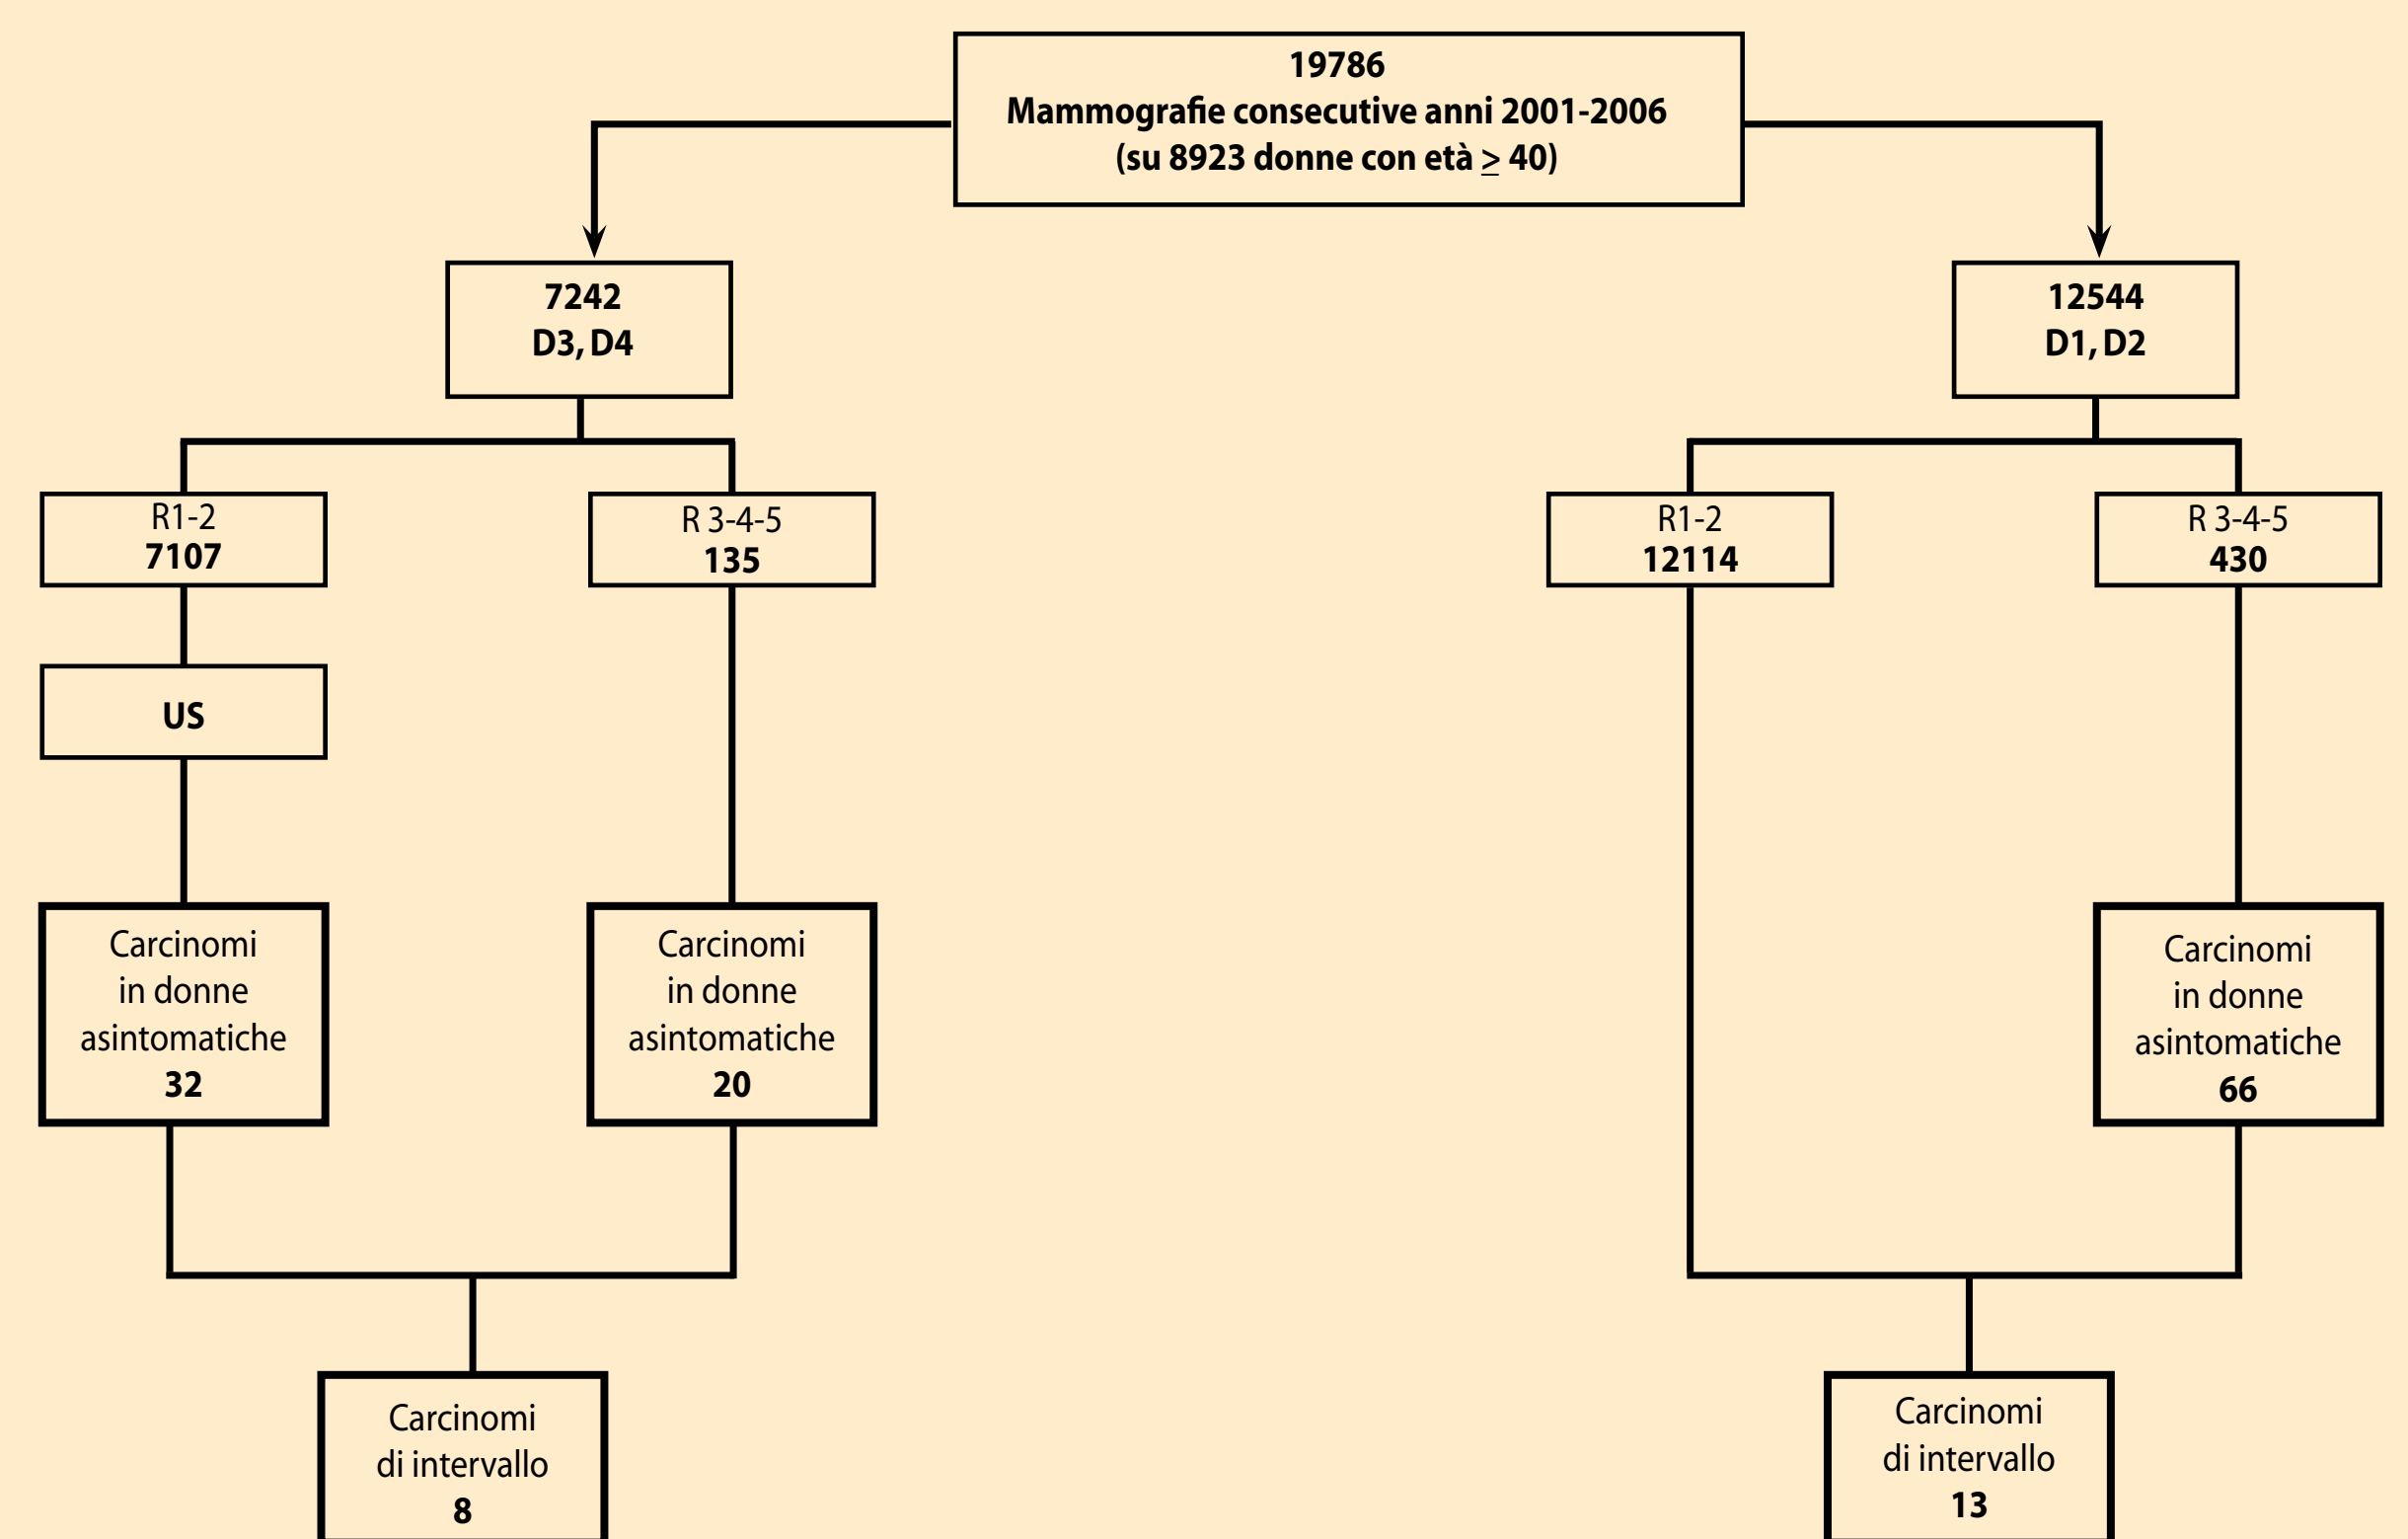 19786
Mammografie consecutive anni 2001-2006
(su 8923 donne con età ≥ 40)
7242
D3, D4
12544
D1, D2
R1-2
7107
R 3-4-5
135
R1-2
12114
R 3-4-5
430
US
Carcinomi
in donne
asintomatiche
32
Carcinomi
in donne
asintomatiche
20
Carcinomi
in donne
asintomatiche
66
Carcinomi
di intervallo
8
Carcinomi
di intervallo
13